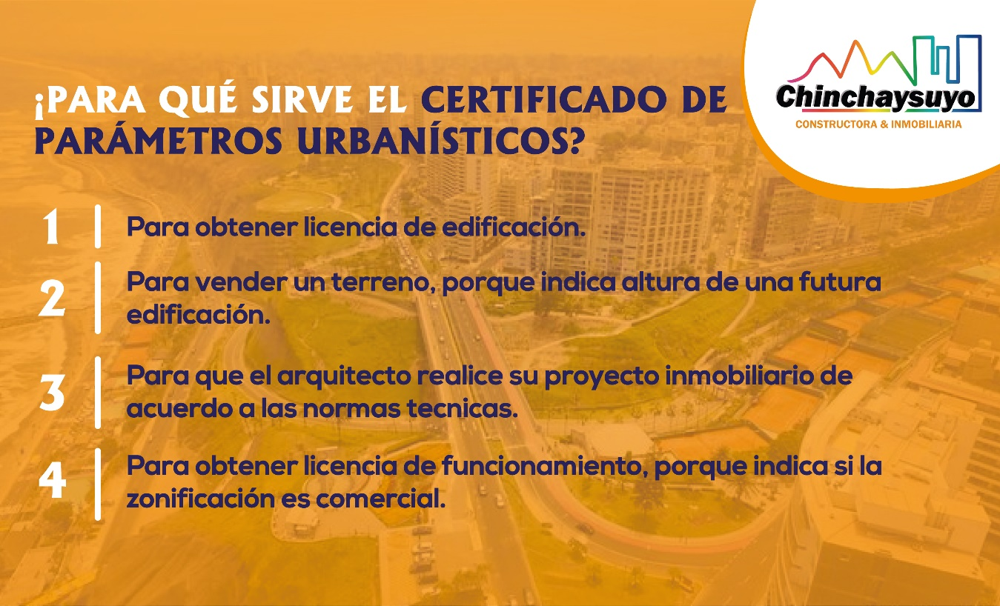 ¡PARA QUÉ SIRVE EL CERTIFICADO DE
PARÁMETROS URBANÍSTICOS?
Chinchaysuyo
CONSTRUCTORA & INMOBILIARIA
1 Para obtener licencia de edificación.
2 Para vender un terreno, porque indica altura de una futura
edificación.
3 Para que el arquitecto realice su proyecto inmobiliario de
acuerdo a las normas tecnicas.
4 Para obtener licencia de funcionamiento, porque indica si la
zonificación es comercial.